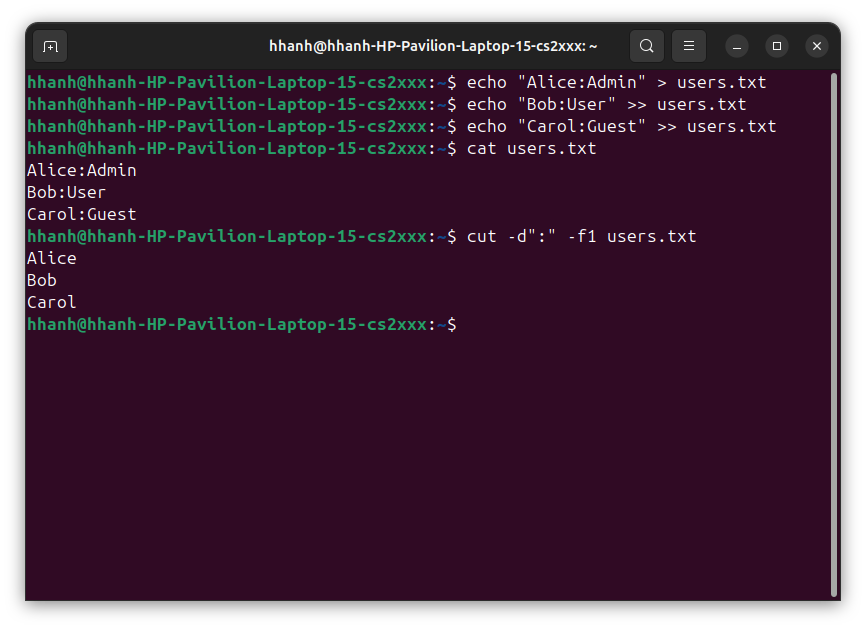 hhanh@hhanh-HP-Pavilion-Laptop-15-cs2xxx: ~
hhanh@hhanh-HP-Pavilion-Laptop-15-cs2xxx:~$ echo "Alice:Admin" > users.txt
hhanh@hhanh-HP-Pavilion-Laptop-15-cs2xxx:~$ echo "Bob:User" >> users.txt
hhanh@hhanh-HP-Pavilion-Laptop-15-cs2xxx:~$ echo "Carol:Guest" >> users.txt
hhanh@hhanh-HP-Pavilion-Laptop-15-cs2xxx:~$ cat users.txt
Alice:Admin
Bob:User
Carol:Guest
hhanh@hhanh-HP-Pavilion-Laptop-15-cs2xxx:~$ cut -d":" -f1 users.txt
Alice
Bob
Carol
hhanh@hhanh-HP-Pavilion-Laptop-15-cs2xxx:~$